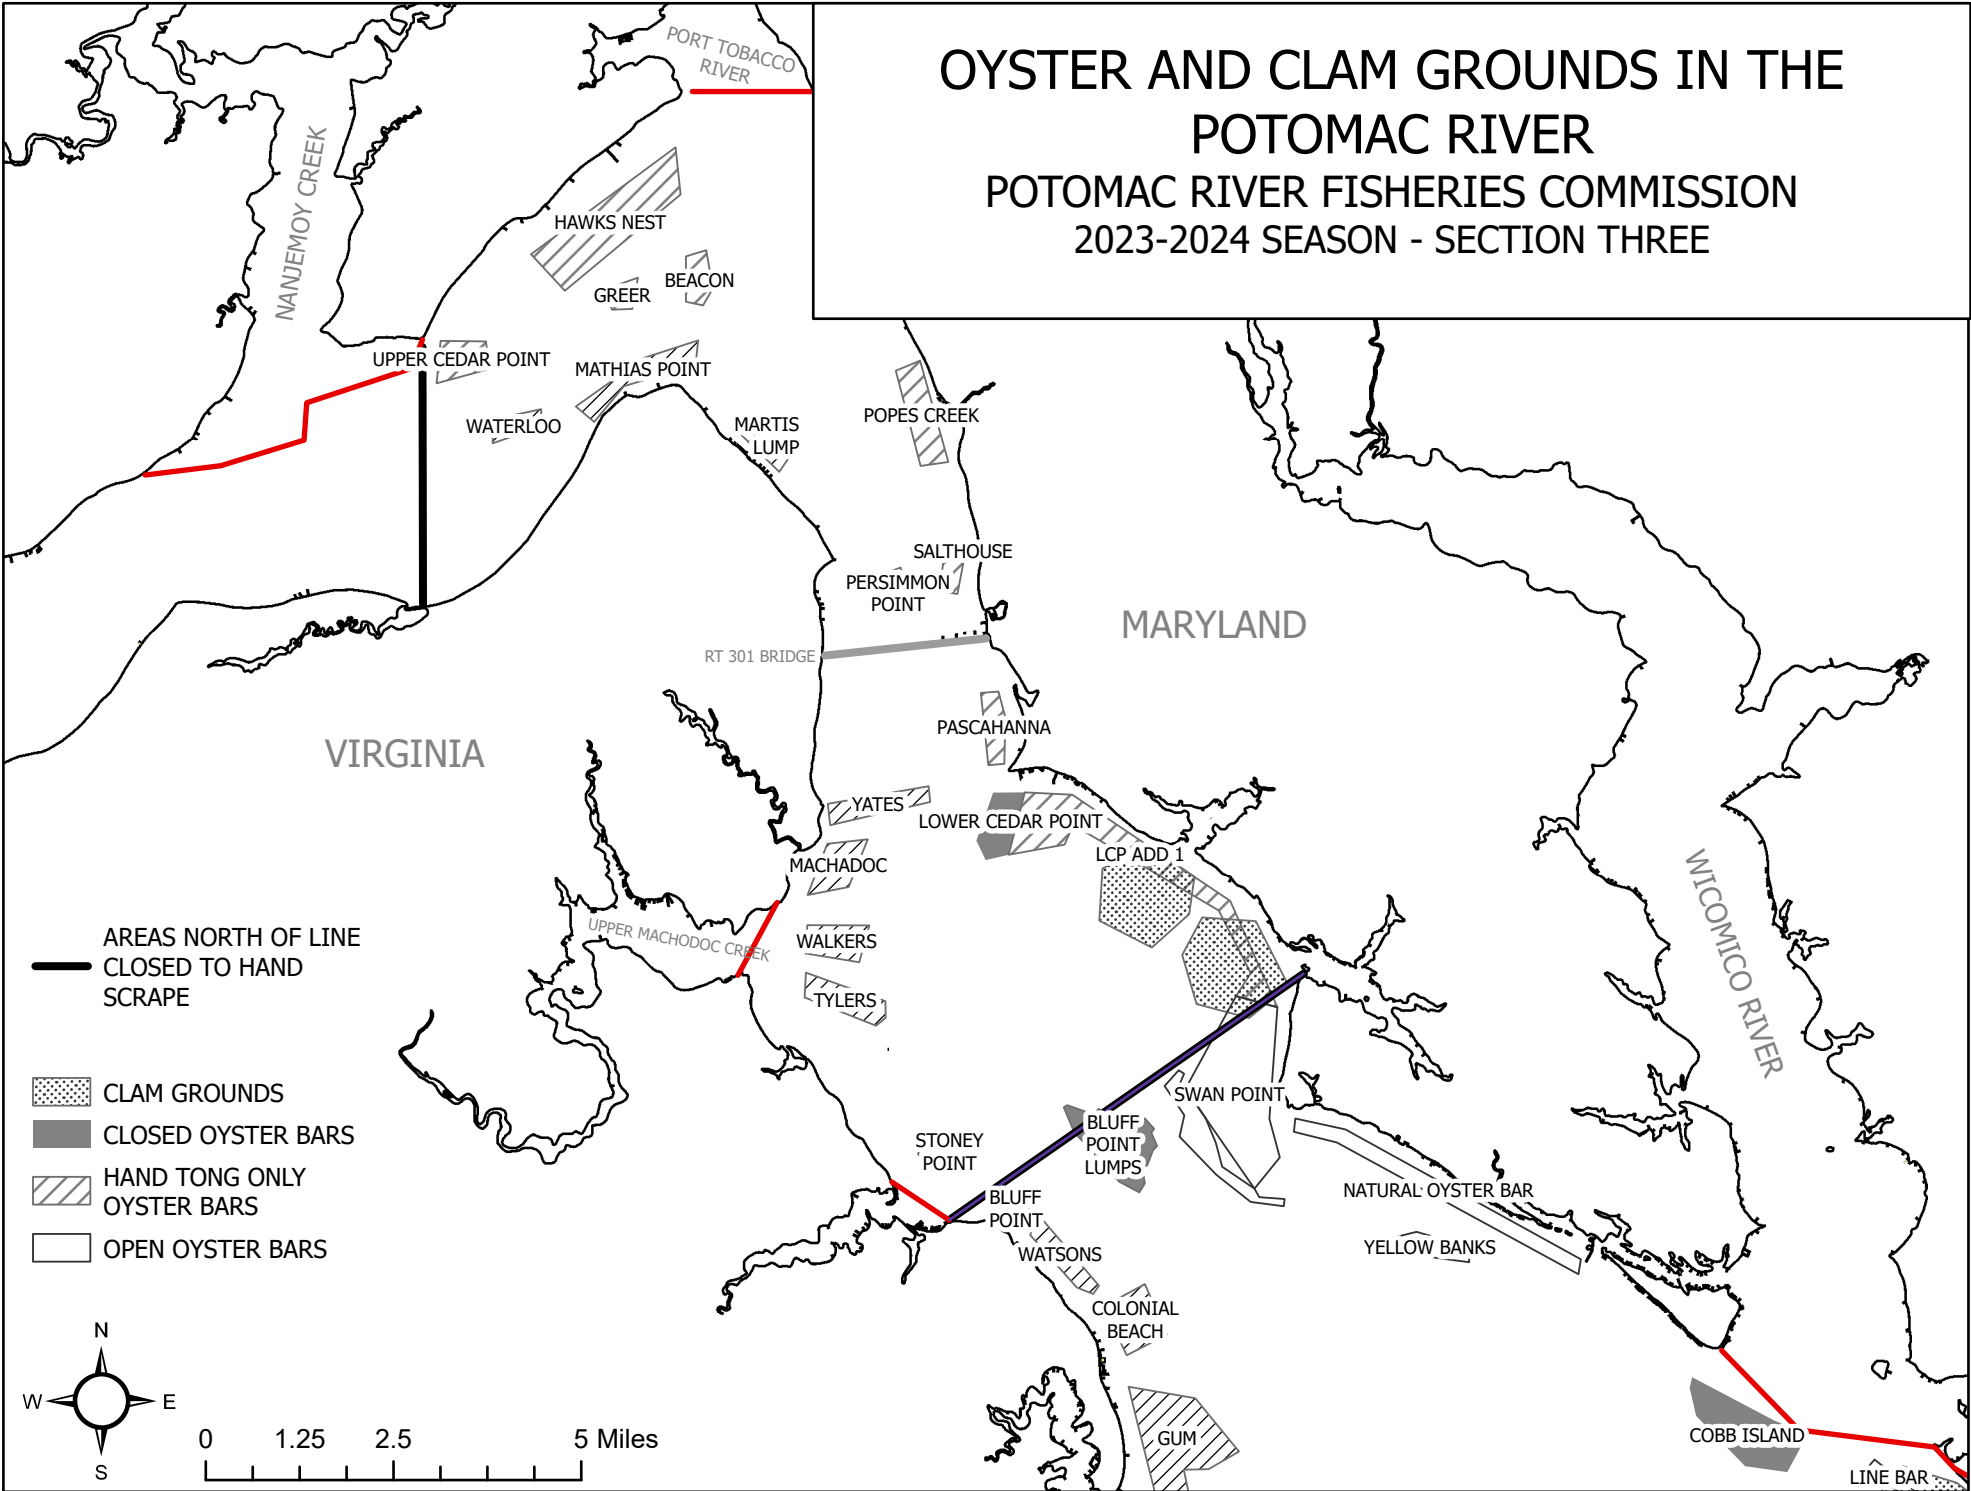 OYSTER AND CLAM GROUNDS IN THE
POTOMAC RIVER
POTOMAC RIVER FISHERIES COMMISSION
2023-2024 SEASON - SECTION THREE
PORT TOBACCO
RIVER
NANJEMOY CREEK
HAWKS NEST
BEACON
GREER
UPPER CEDAR POINT
MATHIAS POINT
WATERLOO
MARTIS
LUMP
POPES CREEK
SALTHOUSE
PERSIMMON
POINT
MARYLAND
RT 301 BRIDGE
PASCAHANNA
VIRGINIA
YATES
LOWER CEDAR POINT
LCP ADD 1
MACHADOC
WICOMICO RIVER
UPPER MACHODOC CREEK
WALKERS
TYLERS
SWAN POINT
BLUFF
POINT
LUMPS
STONEY
POINT
BLUFF
POINT
NATURAL OYSTER BAR
YELLOW BANKS
WATSONS
COLONIAL
BEACH
GUM
COBB ISLAND
LINE BAR
AREAS NORTH OF LINE
CLOSED TO HAND
SCRAPE
CLAM GROUNDS
CLOSED OYSTER BARS
HAND TONG ONLY
OYSTER BARS
OPEN OYSTER BARS
N
W E
S
0 1.25 2.5 5 Miles